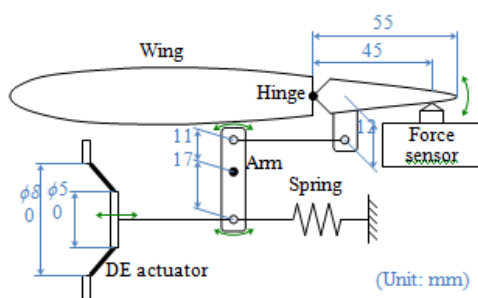 55
Wing
45
Hinge
11
12
17
Arm
Force
sensor
Spring
ϕ8
0
ϕ5
0
DE actuator
(Unit: mm)